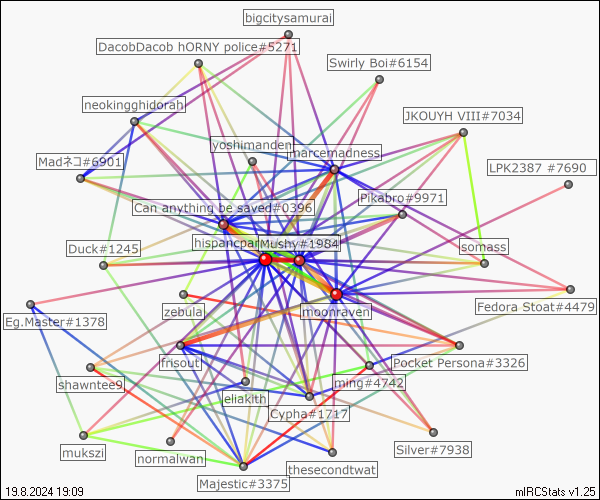 bigcitysamurai
DacobDacob hORNY police#5271
Swirly Boi#6154
neokingghidorah
JKOUYH VIII#7034
yoshimanden
marcemadness
Madネコ#6901
LPK2387 #7690
Pikabro#9971
Can anything be saved#0396
hispancpar
Mushy#1984
Duck#1245
somass
zebula
moonraven
Fedora Stoat#4479
Eg.Master#1378
frisout
Pocket Persona#3326
shawntee9
ming#4742
eliakith
Cypha#1717
mukszi
normalwan
Silver#7938
thesecondtwat
Majestic#3375
19.8.2024 19:09
mIRCStats v1.25